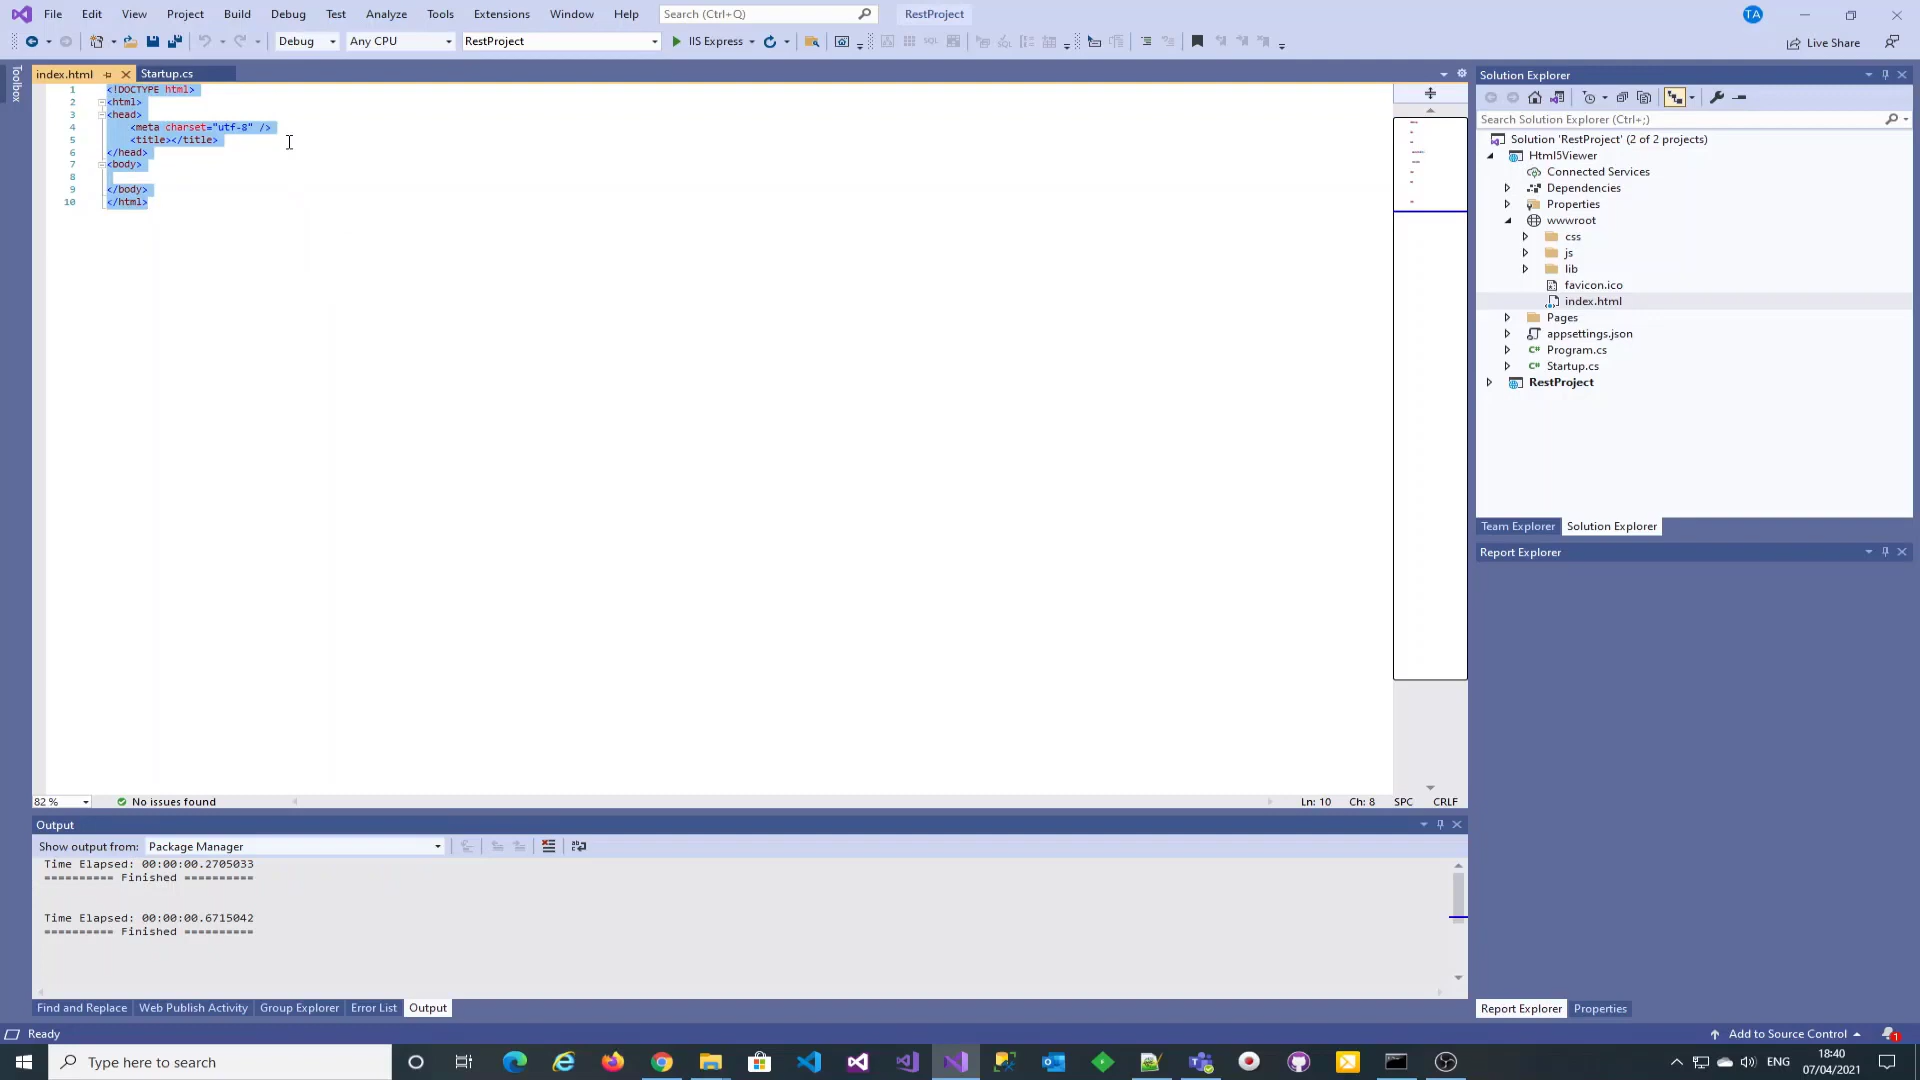 File Edit View Project Build Debug Test Analyze Tools Extensions Window Help Search (Ctrl+Q) RestProject TA
Debug Any CPU RestProject IIS Express Live Share
Toolbox
index.html Startup.cs
1 <!DOCTYPE html>
2 <html>
3 <head>
4 <meta charset="utf-8" />
5 <title></title>
6 </head>
7 <body>
8
9 </body>
10 </html>
82 % No issues found Ln: 10 Ch: 8 SPC CRLF
Solution Explorer
Search Solution Explorer (Ctrl+;)
Solution 'RestProject' (2 of 2 projects)
Html5Viewer
Connected Services
Dependencies
Properties
wwwroot
css
js
lib
favicon.ico
index.html
Pages
appsettings.json
C# Program.cs
C# Startup.cs
RestProject
Team Explorer Solution Explorer
Report Explorer
Report Explorer Properties
Output
Show output from: Package Manager
Time Elapsed: 00:00:00.2705033
========== Finished ==========
Time Elapsed: 00:00:00.6715042
========== Finished ==========
Find and Replace Web Publish Activity Group Explorer Error List Output
Ready Add to Source Control 1
Type here to search ENG 18:40
07/04/2021